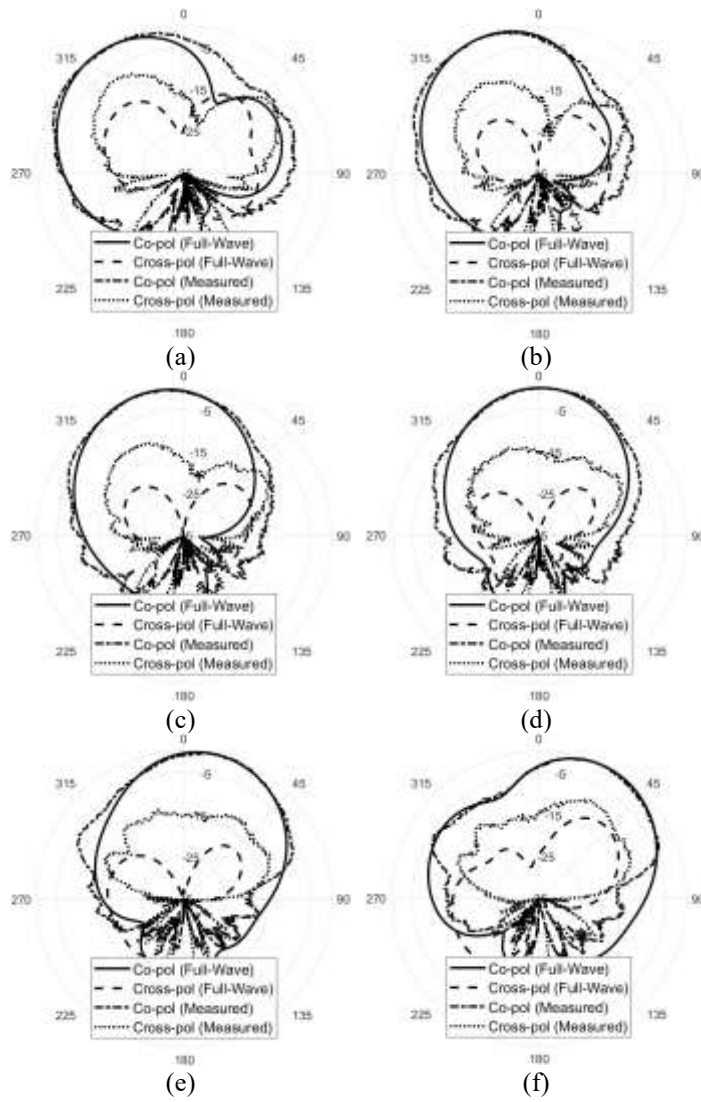 0 0
315 45 315 45
-15 -15
-25 -25
270 90 270 90
Co-pol (Full-Wave) Co-pol (Full-Wave)
Cross-pol (Full-Wave) Cross-pol (Full-Wave)
Co-pol (Measured) Co-pol (Measured)
Cross-pol (Measured) Cross-pol (Measured)
225 135 225 135
180 180
(a) (b)
0 0
315 45 315 45
-5 -5
-15 -15
-25 -25
270 90 270 90
Co-pol (Full-Wave) Co-pol (Full-Wave)
Cross-pol (Full-Wave) Cross-pol (Full-Wave)
Co-pol (Measured) Co-pol (Measured)
Cross-pol (Measured) Cross-pol (Measured)
225 135 225 135
180 180
(c) (d)
0 0
315 45 315 45
-5 -5
-15 -15
-25 -25
270 90 270 90
Co-pol (Full-Wave) Co-pol (Full-Wave)
Cross-pol (Full-Wave) Cross-pol (Full-Wave)
Co-pol (Measured) Co-pol (Measured)
Cross-pol (Measured) Cross-pol (Measured)
225 135 225 135
180 180
(e) (f)